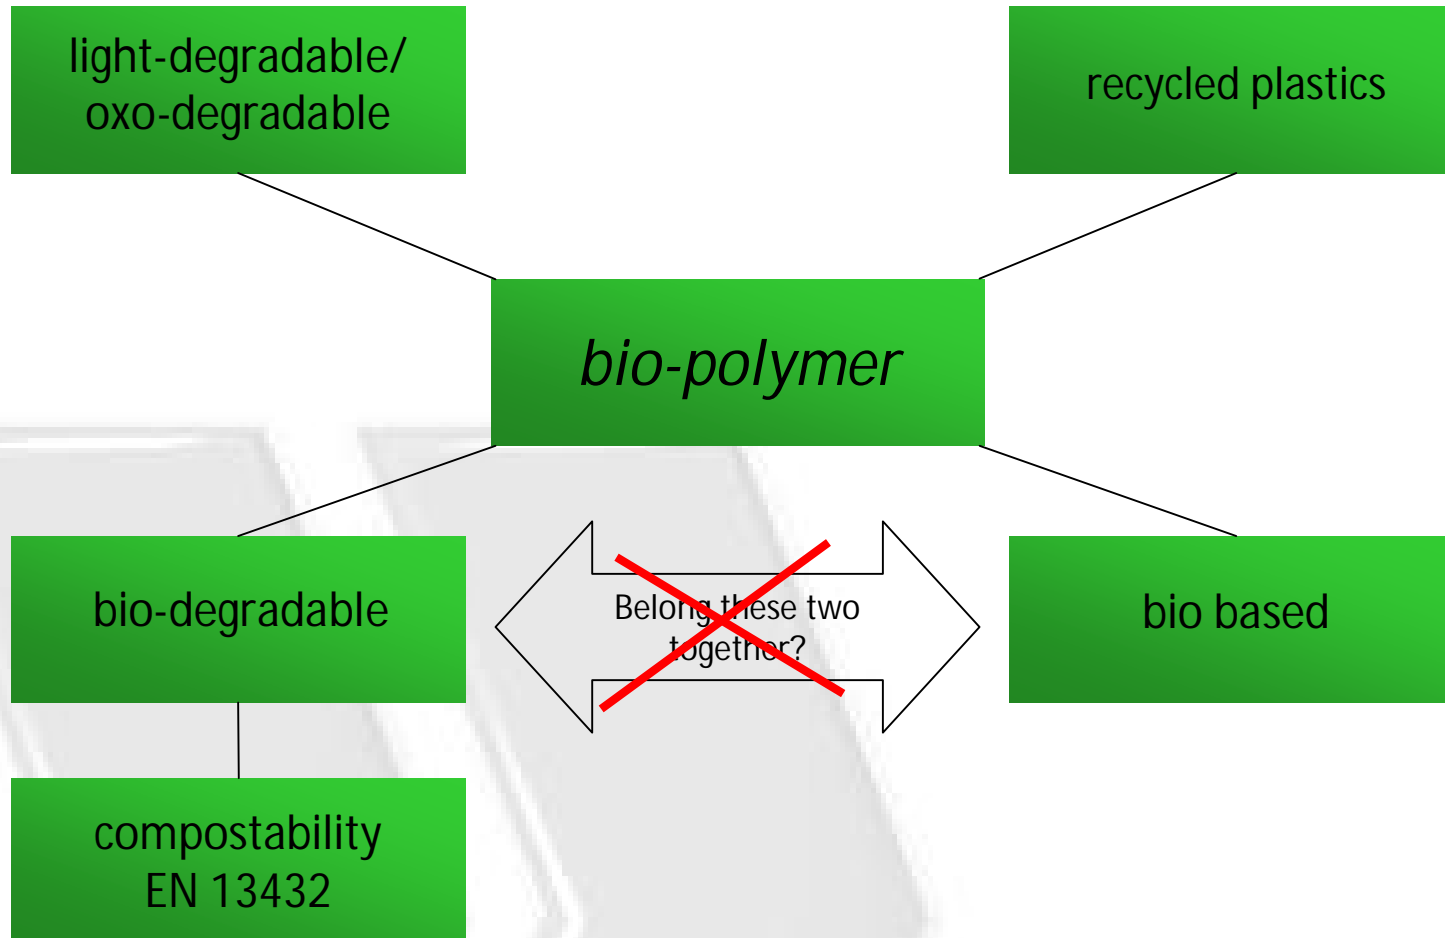 light-degradable/
oxo-degradable
recycled plastics
bio-polymer
bio-degradable
Belong these two
together?
bio based
compostability
EN 13432